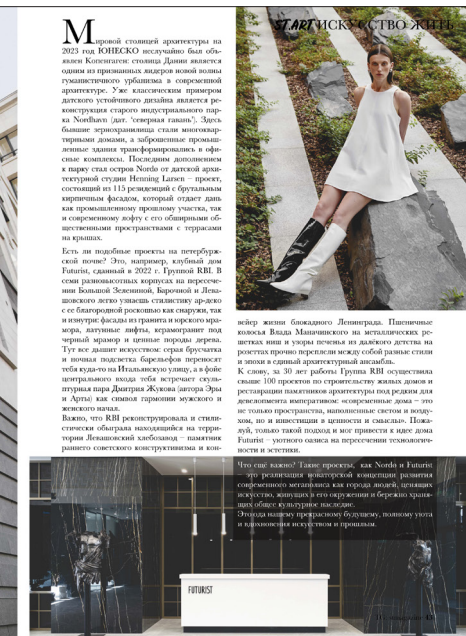 START ИСКУССТВО ЖИТЬ
Мировой столицей архитектуры на
2023 год ЮНЕСКО неслучайно был объ-
явлен Копенгаген: столица Дании является
одним из признанных лидеров новой волны
гуманистичного урбанизма в современной
архитектуре. Уже классическим примером
датского устойчивого дизайна является ре-
конструкция старого индустриального пар-
ка Nordhavn (дат. ‘северная гавань’). Здесь
бывшие зернохранилища стали многоквар-
тирными домами, а заброшенные промыш-
ленные здания трансформировались в офи-
сные комплексы. Последним дополнением
к парку стал остров Nordo от датской архи-
тектурной студии Henning Larsen – проект,
состоящий из 115 резиденций с брутальным
кирпичным фасадом, который отдает дань
как промышленному прошлому участка, так
и современному лофту с его обширными об-
щественными пространствами с террасами
на крышах.
Есть ли подобные проекты на петербург-
ской почве? Это, например, клубный дом
Futurist, сданный в 2022 г. Группой RBI. В
семи разновысотных корпусах на пересече-
нии Большой Зелениной, Барочной и Лева-
шовского легко узнаешь стилистику ар-деко
с ее благородной роскошью как снаружи, так
и изнутри: фасады из гранита и юрского мра-
мора, латунные лифты, керамогранит под
черный мрамор и ценные породы дерева.
Тут все дышит искусством: серая брусчатка
и ночная подсветка барельефов переносят
тебя куда-то на Итальянскую улицу, а в фойе
центрального входа тебя встречает скуль-
птурная пара Дмитрия Жукова (автора Эры
и Арты) как символ гармонии мужского и
женского начал.
Важно, что RBI реконструировала и стили-
стически обыграла находящийся на терри-
тории Левашовский хлебозавод – памятник
раннего советского конструктивизма и кон-
вейер жизни блокадного Ленинграда. Пшеничные
колосья Влада Маначинского на металлических ре-
шетках ниш и узоры печенья из далёкого детства на
розеттах прочно переплели между собой разные стили
и эпохи в единый архитектурный ансамбль.
К слову, за 30 лет работы Группа RBI осуществила
свыше 100 проектов по строительству жилых домов и
реставрации памятников архитектуры под редким для
девелопмента императивом: «современные дома – это
не только пространства, наполненные светом и возду-
хом, но и инвестиции в ценности и смыслы». Пожа-
луй, только такой подход и мог привести к идее дома
Futurist – уютного оазиса на пересечении технологич-
ности и эстетики.
Что ещё важно? Такие проекты, как Nordo и Futurist
– это реализация новаторской концепции развития
современного мегаполиса как города людей, ценящих
искусство, живущих в его окружении и бережно храня-
щих общее культурное наследие.
Это ода нашему прекрасному будущему, полному уюта
и вдохновения искусством и прошлым.
FUTURIST